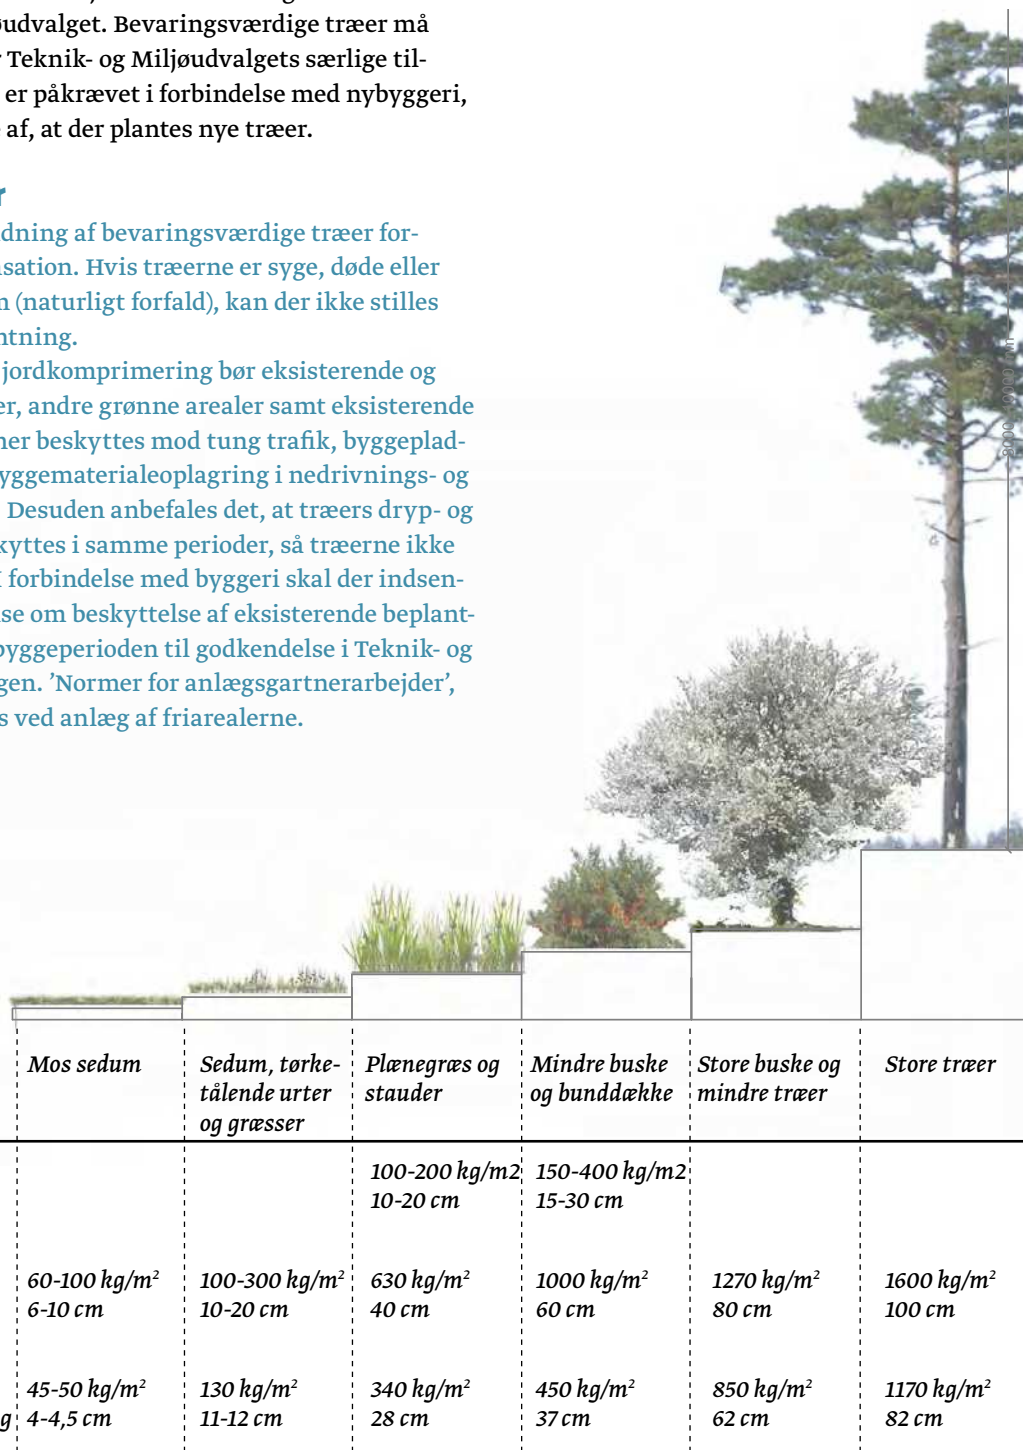 udvalget. Bevaringsværdige træer må
Teknik- og Miljøudvalgets særlige til-
er påkrævet i forbindelse med nybyggeri,
af, at der plantes nye træer.
dning af bevaringsværdige træer for-
sation. Hvis træerne er syge, døde eller
(naturligt forfald), kan der ikke stilles
ntning.
jordkomprimering bør eksisterende og
er, andre grønne arealer samt eksisterende
ner beskyttes mod tung trafik, byggeplad-
yggematerialeoplagring i nedrivnings- og
Desuden anbefales det, at træers dryp- og
kyttes i samme perioder, så træerne ikke
forbindelse med byggeri skal der indsen-
se om beskyttelse af eksisterende beplant-
byggeperioden til godkendelse i Teknik- og
gen. ’Normer for anlægsgartnerarbejder’,
s ved anlæg af friarealerne.
Mos sedum
Sedum, tørke-
tålende urter
og græsser
Plænegræs og
stauder
Mindre buske
og bunddække
Store buske og
mindre træer
Store træer
100-200 kg/m2
10-20 cm
150-400 kg/m2
15-30 cm
60-100 kg/m²
6-10 cm
100-300 kg/m²
10-20 cm
630 kg/m²
40 cm
1000 kg/m²
60 cm
1270 kg/m²
80 cm
1600 kg/m²
100 cm
g
45-50 kg/m²
4-4,5 cm
130 kg/m²
11-12 cm
340 kg/m²
28 cm
450 kg/m²
37 cm
850 kg/m²
62 cm
1170 kg/m²
82 cm